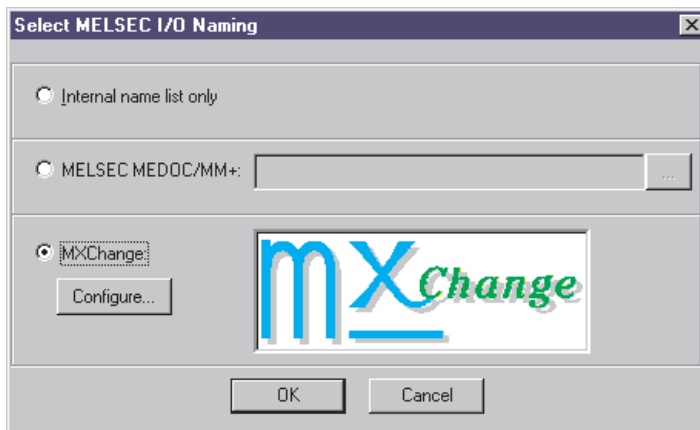 Select MELSEC I/O Naming
Internal name list only
MELSEC MEDOC/MM+:
...
MXChange:
Configure...
mx Change
OK
Cancel